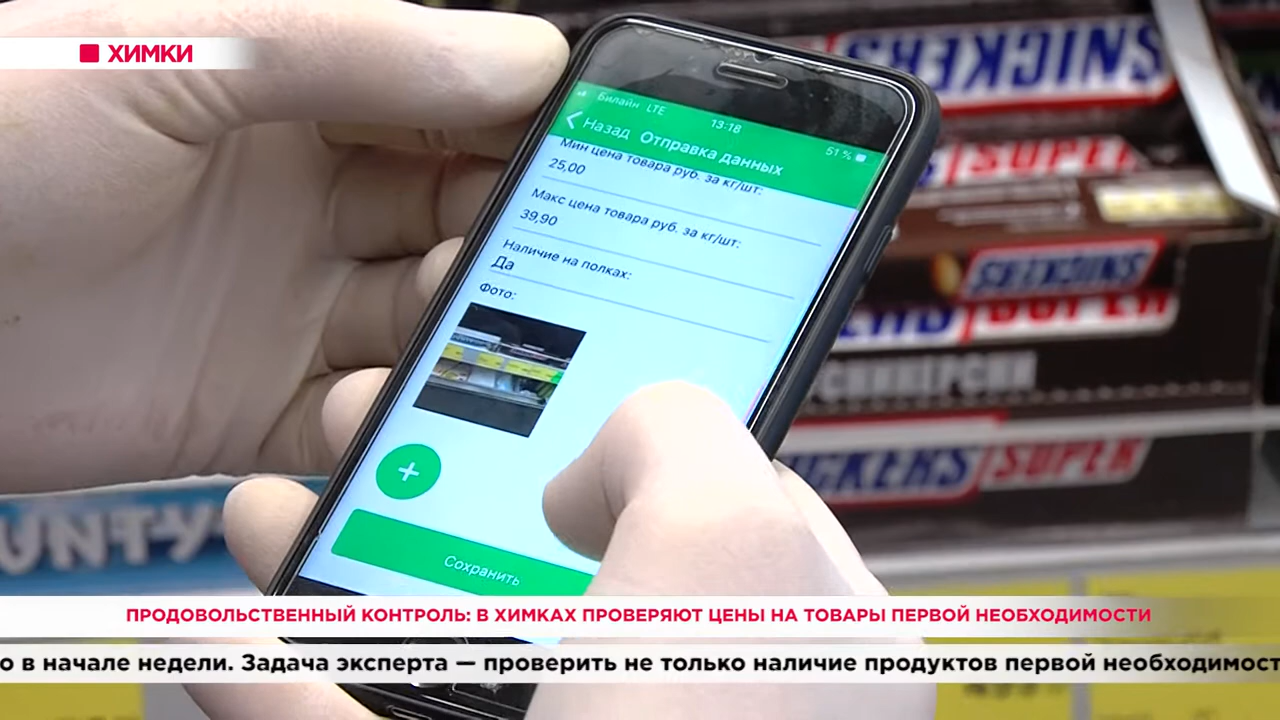 ХИМКИ
SNICKERS
Билайн LTE
13:18
51 %
Назад
Отправка данных
Мин цена товара руб. за кг/шт:
25,00
Макс цена товара руб. за кг/шт:
39,90
Наличие на полках:
Да
Фото:
+
Сохранить
SUPER
SUPER
SNICKERS SUPER
UNTY
ПРОДОВОЛЬСТВЕННЫЙ КОНТРОЛЬ: В ХИМКАХ ПРОВЕРЯЮТ ЦЕНЫ НА ТОВАРЫ ПЕРВОЙ НЕОБХОДИМОСТИ
о в начале недели. Задача эксперта — проверить не только наличие продуктов первой необходимост